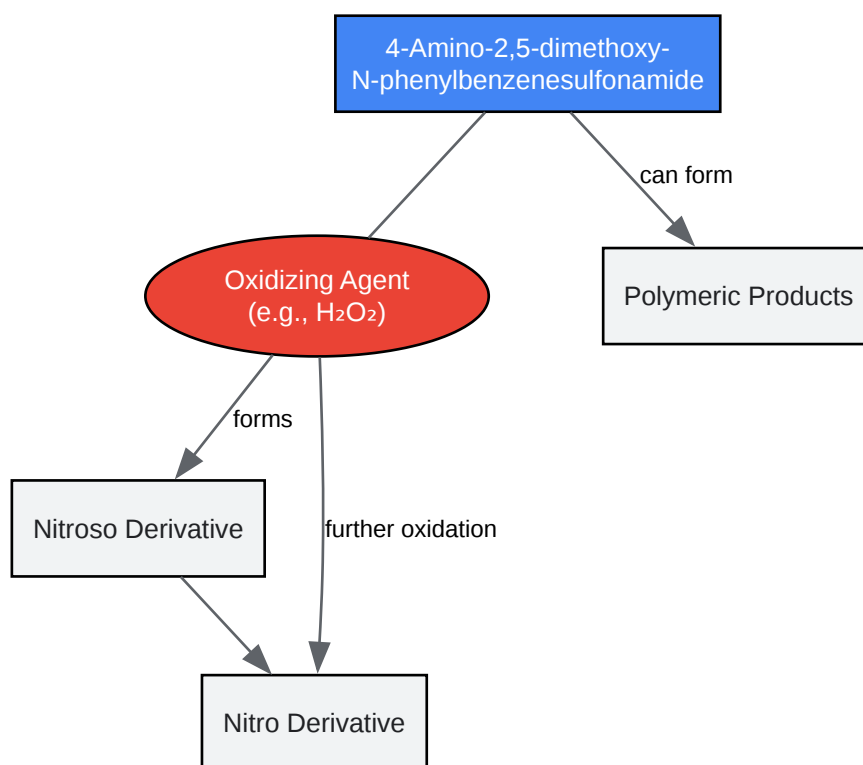 4-Amino-2,5-dimethoxy-
N-phenylbenzenesulfonamide
can form
Oxidizing Agent
(e.g., H₂O₂)
Polymeric Products
forms
Nitroso Derivative
further oxidation
Nitro Derivative